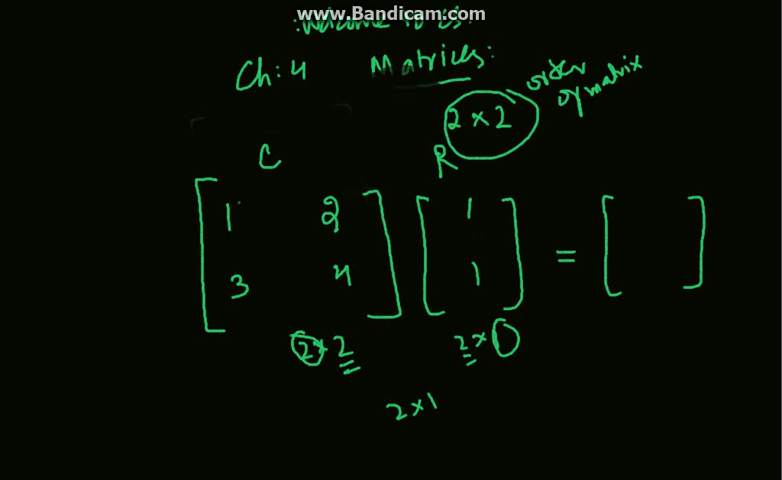 www.Bandicam.com
Ch:4 Matrices:
order
of matrix
2 × 2
C R
1 2 1
=
3 4 1
2 × 2 2 × 1
2 × 1